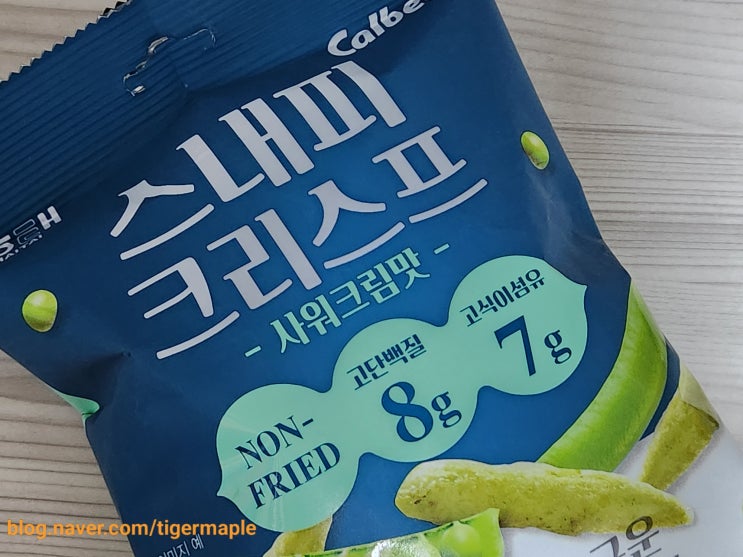 Calbe
스내피
크리스프
- 사워크림맛 -
NON-
FRIED
고단백질
8g
고식이섬유
7g
blog.naver.com/tigermaple